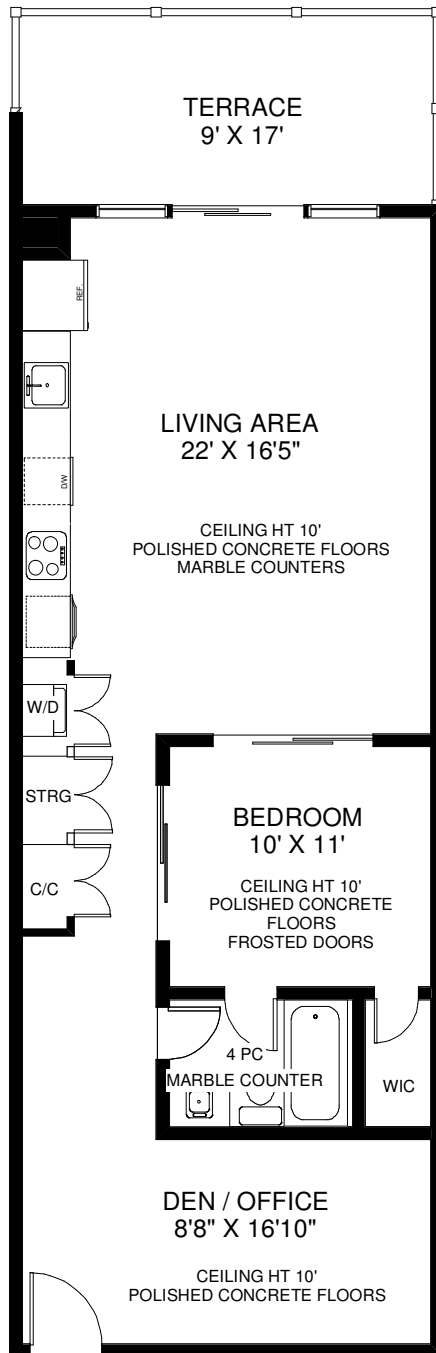 TERRACE
9' X 17'
REF.
LIVING AREA
22' X 16'5"
D/W
CEILING HT 10'
POLISHED CONCRETE FLOORS
MARBLE COUNTERS
W/D
STRG
C/C
BEDROOM
10' X 11'
CEILING HT 10'
POLISHED CONCRETE
FLOORS
FROSTED DOORS
4 PC
MARBLE COUNTER
WIC
DEN / OFFICE
8'8" X 16'10"
CEILING HT 10'
POLISHED CONCRETE FLOORS